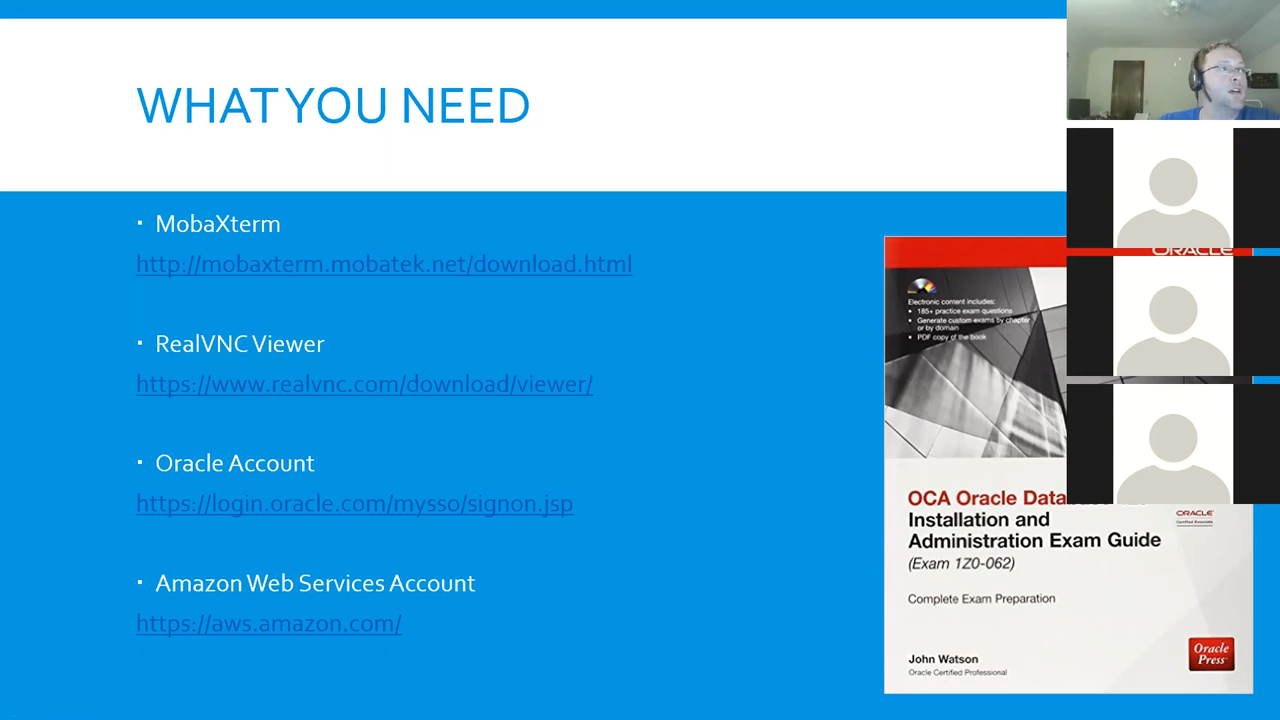 WHAT YOU NEED
MobaXterm
http://mobaxterm.mobatek.net/download.html
RealVNC Viewer
https://www.realvnc.com/download/viewer/
Oracle Account
https://login.oracle.com/mysso/signon.jsp
Amazon Web Services Account
https://aws.amazon.com/
ORACLE
Electronic content includes:
• 185+ practice exam questions
• Generate custom exams by chapter
or by domain
• PDF copy of the book
OCA Oracle
Installation and
Administration Exam Guide
(Exam 1Z0-062)
Complete Exam Preparation
ORACLE
Certified Associate
John Watson
Oracle Certified Professional
Oracle
Press